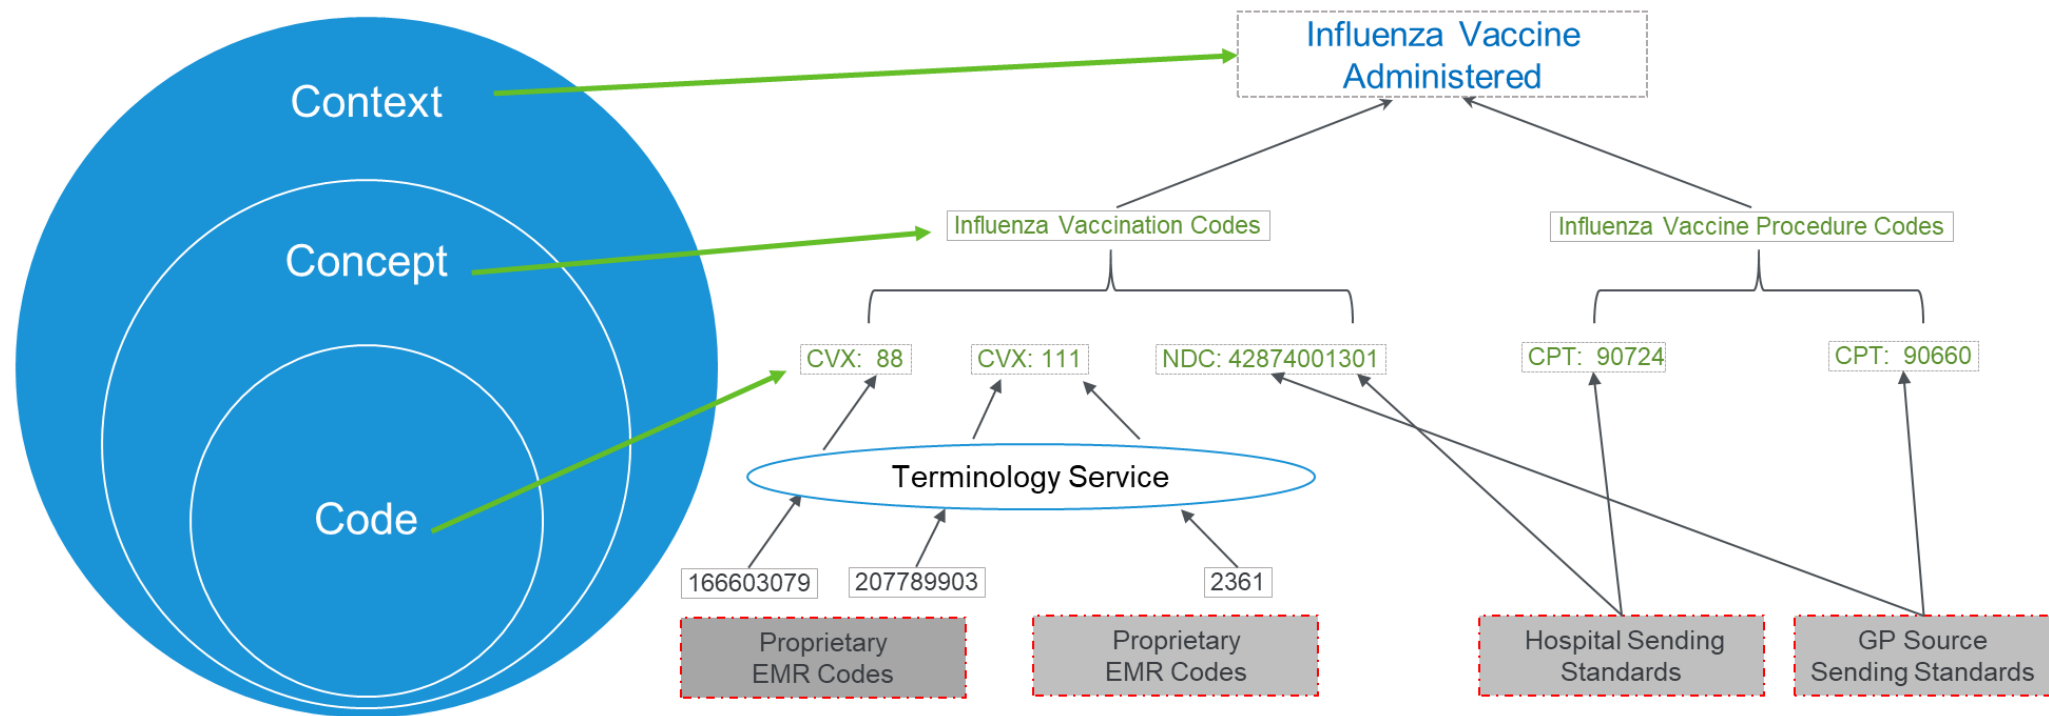 Context
Concept
Code
Influenza Vaccine
Administered
Influenza Vaccination Codes
Influenza Vaccine Procedure Codes
CVX: 88
CVX: 111
NDC: 42874001301
CPT: 90724
CPT: 90660
Terminology Service
166603079
207789903
2361
Proprietary
EMR Codes
Proprietary
EMR Codes
Hospital Sending
Standards
GP Source
Sending Standards